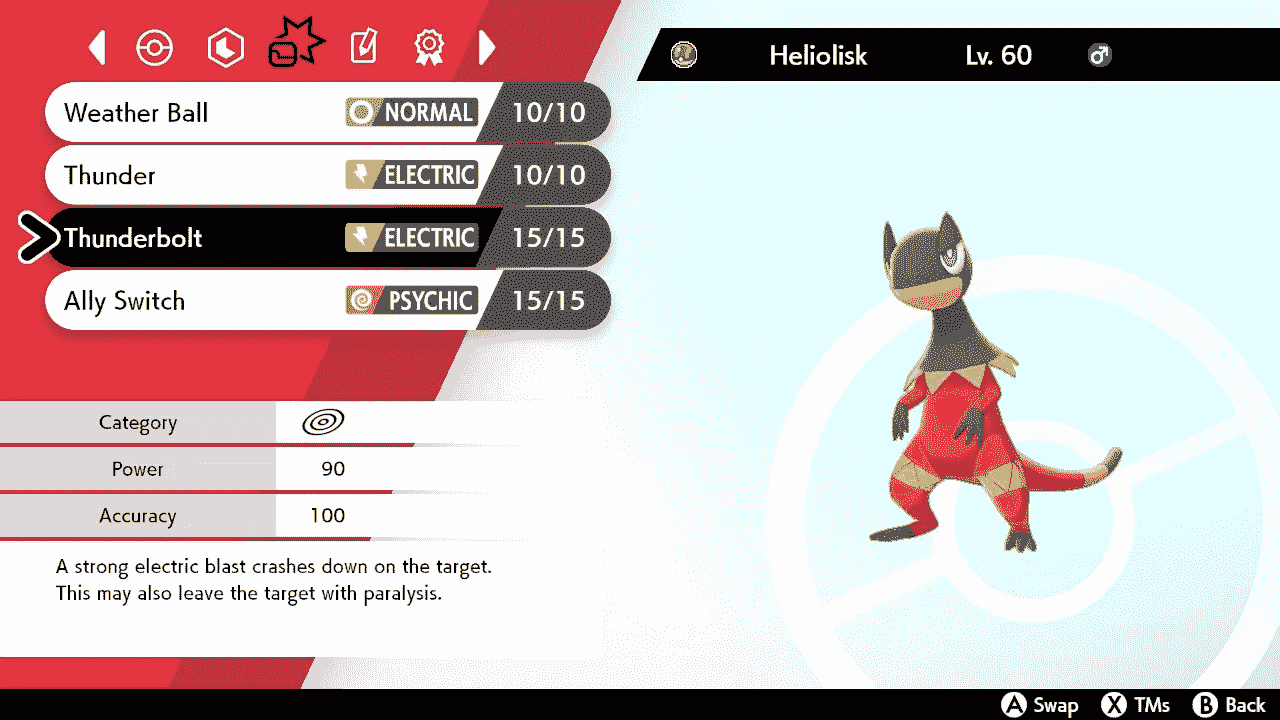 Heliolisk Lv. 60 ♂
Weather Ball NORMAL 10/10
Thunder ELECTRIC 10/10
Thunderbolt ELECTRIC 15/15
Ally Switch PSYCHIC 15/15
Category
Power 90
Accuracy 100
A strong electric blast crashes down on the target.
This may also leave the target with paralysis.
A Swap X TMs B Back